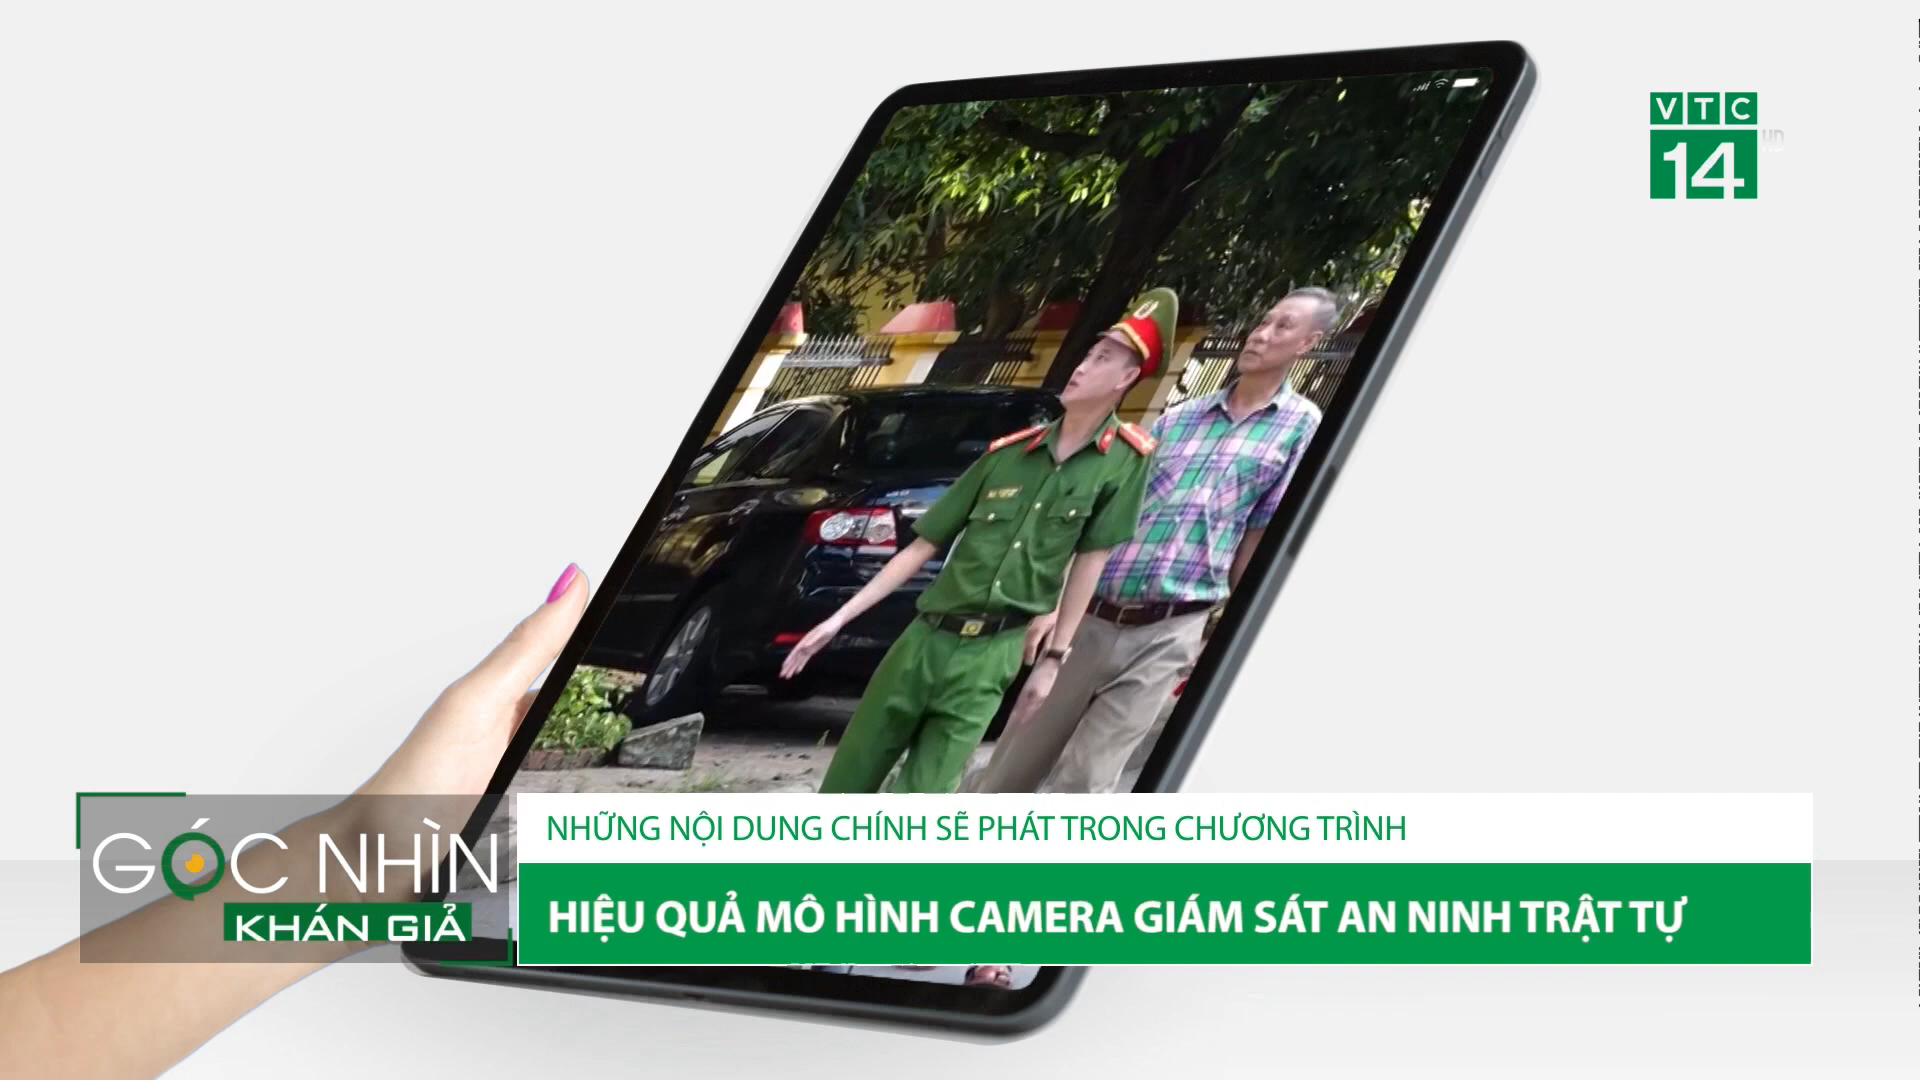 VTC
14
HD
NHỮNG NỘI DUNG CHÍNH SẼ PHÁT TRONG CHƯƠNG TRÌNH
GÓC NHÌN
KHÁN GIẢ
HIỆU QUẢ MÔ HÌNH CAMERA GIÁM SÁT AN NINH TRẬT TỰ